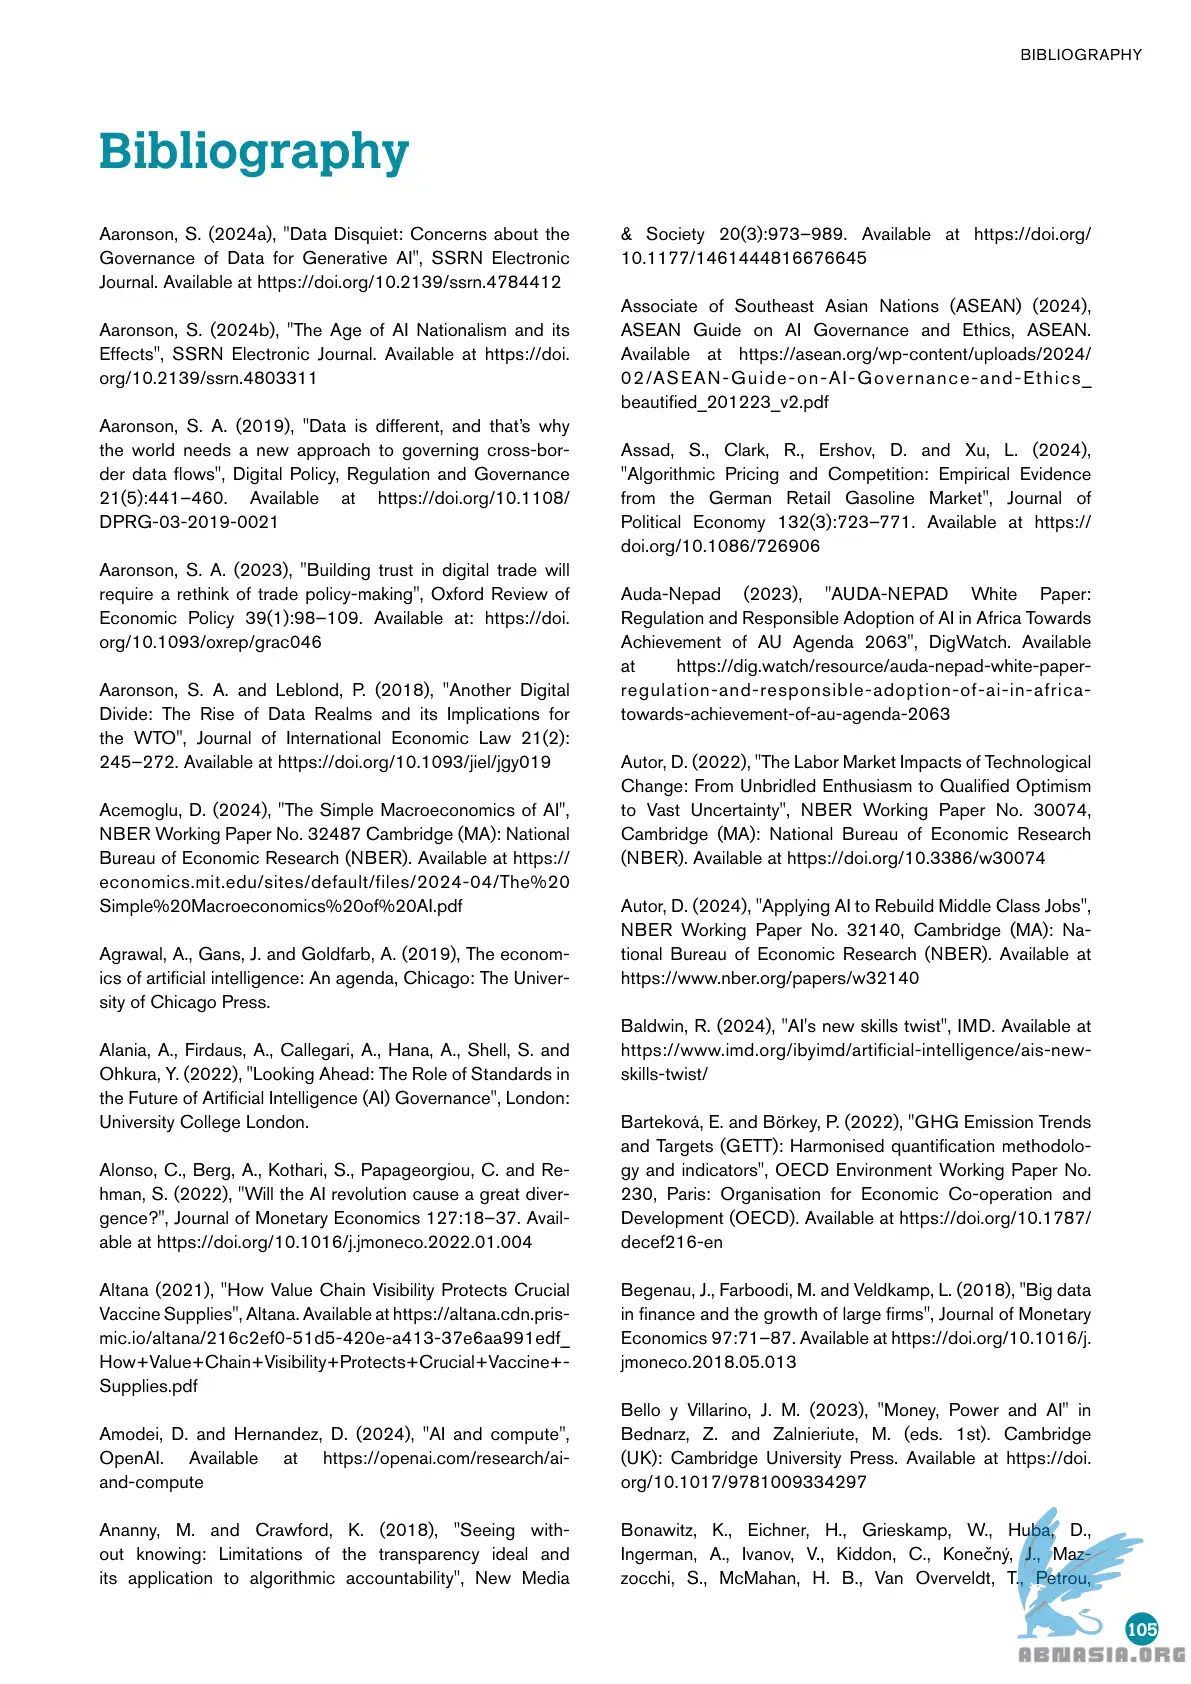 BIBLIOGRAPHY
Bibliography
Aaronson, S. (2024a), "Data Disquiet: Concerns about the
Governance of Data for Generative AI", SSRN Electronic
Journal. Available at https://doi.org/10.2139/ssrn.4784412
Aaronson, S. (2024b), "The Age of AI Nationalism and its
Effects", SSRN Electronic Journal. Available at https://doi.
org/10.2139/ssrn.4803311
Aaronson, S. A. (2019), "Data is different, and that’s why
the world needs a new approach to governing cross-bor-
der data flows", Digital Policy, Regulation and Governance
21(5):441–460. Available at https://doi.org/10.1108/
DPRG-03-2019-0021
Aaronson, S. A. (2023), "Building trust in digital trade will
require a rethink of trade policy-making", Oxford Review of
Economic Policy 39(1):98–109. Available at: https://doi.
org/10.1093/oxrep/grac046
Aaronson, S. A. and Leblond, P. (2018), "Another Digital
Divide: The Rise of Data Realms and its Implications for
the WTO", Journal of International Economic Law 21(2):
245–272. Available at https://doi.org/10.1093/jiel/jgy019
Acemoglu, D. (2024), "The Simple Macroeconomics of AI",
NBER Working Paper No. 32487 Cambridge (MA): National
Bureau of Economic Research (NBER). Available at https://
economics.mit.edu/sites/default/files/2024-04/The%20
Simple%20Macroeconomics%20of%20AI.pdf
Agrawal, A., Gans, J. and Goldfarb, A. (2019), The econom-
ics of artificial intelligence: An agenda, Chicago: The Univer-
sity of Chicago Press.
Alania, A., Firdaus, A., Callegari, A., Hana, A., Shell, S. and
Ohkura, Y. (2022), "Looking Ahead: The Role of Standards in
the Future of Artificial Intelligence (AI) Governance", London:
University College London.
Alonso, C., Berg, A., Kothari, S., Papageorgiou, C. and Re-
hman, S. (2022), "Will the AI revolution cause a great diver-
gence?", Journal of Monetary Economics 127:18–37. Avail-
able at https://doi.org/10.1016/j.jmoneco.2022.01.004
Altana (2021), "How Value Chain Visibility Protects Crucial
Vaccine Supplies", Altana. Available at https://altana.cdn.pris-
mic.io/altana/216c2ef0-51d5-420e-a413-37e6aa991edf_
How+Value+Chain+Visibility+Protects+Crucial+Vaccine+-
Supplies.pdf
Amodei, D. and Hernandez, D. (2024), "AI and compute",
OpenAI. Available at https://openai.com/research/ai-
and-compute
Ananny, M. and Crawford, K. (2018), "Seeing with-
out knowing: Limitations of the transparency ideal and
its application to algorithmic accountability", New Media
& Society 20(3):973–989. Available at https://doi.org/
10.1177/1461444816676645
Associate of Southeast Asian Nations (ASEAN) (2024),
ASEAN Guide on AI Governance and Ethics, ASEAN.
Available at https://asean.org/wp-content/uploads/2024/
02/ASEAN-Guide-on-AI-Governance-and-Ethics_
beautified_201223_v2.pdf
Assad, S., Clark, R., Ershov, D. and Xu, L. (2024),
"Algorithmic Pricing and Competition: Empirical Evidence
from the German Retail Gasoline Market", Journal of
Political Economy 132(3):723–771. Available at https://
doi.org/10.1086/726906
Auda-Nepad (2023), "AUDA-NEPAD White Paper:
Regulation and Responsible Adoption of AI in Africa Towards
Achievement of AU Agenda 2063", DigWatch. Available
at https://dig.watch/resource/auda-nepad-white-paper-
regulation-and-responsible-adoption-of-ai-in-africa-
towards-achievement-of-au-agenda-2063
Autor, D. (2022), "The Labor Market Impacts of Technological
Change: From Unbridled Enthusiasm to Qualified Optimism
to Vast Uncertainty", NBER Working Paper No. 30074,
Cambridge (MA): National Bureau of Economic Research
(NBER). Available at https://doi.org/10.3386/w30074
Autor, D. (2024), "Applying AI to Rebuild Middle Class Jobs",
NBER Working Paper No. 32140, Cambridge (MA): Na-
tional Bureau of Economic Research (NBER). Available at
https://www.nber.org/papers/w32140
Baldwin, R. (2024), "AI's new skills twist", IMD. Available at
https://www.imd.org/ibyimd/artificial-intelligence/ais-new-
skills-twist/
Barteková, E. and Börkey, P. (2022), "GHG Emission Trends
and Targets (GETT): Harmonised quantification methodolo-
gy and indicators", OECD Environment Working Paper No.
230, Paris: Organisation for Economic Co-operation and
Development (OECD). Available at https://doi.org/10.1787/
decef216-en
Begenau, J., Farboodi, M. and Veldkamp, L. (2018), "Big data
in finance and the growth of large firms", Journal of Monetary
Economics 97:71–87. Available at https://doi.org/10.1016/j.
jmoneco.2018.05.013
Bello y Villarino, J. M. (2023), "Money, Power and AI" in
Bednarz, Z. and Zalnieriute, M. (eds. 1st). Cambridge
(UK): Cambridge University Press. Available at https://doi.
org/10.1017/9781009334297
Bonawitz, K., Eichner, H., Grieskamp, W., Huba, D.,
Ingerman, A., Ivanov, V., Kiddon, C., Konečný, J., Maz-
zocchi, S., McMahan, H. B., Van Overveldt, T., Petrou,
105
ABNASIA.ORG